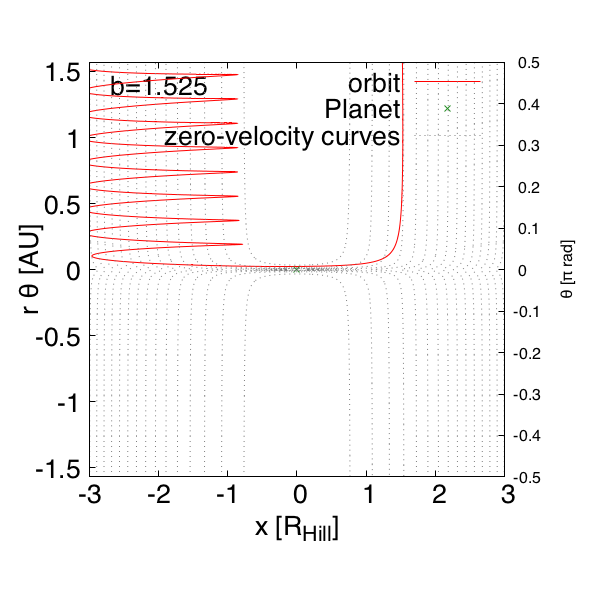 b=1.525
orbit
Planet
zero-velocity curves
1.5
1
0.5
0
-0.5
-1
-1.5
r θ [AU]
0.5
0.4
0.3
0.2
0.1
0
-0.1
-0.2
-0.3
-0.4
-0.5
θ [π rad]
-3 -2 -1 0 1 2 3
x [RHill]